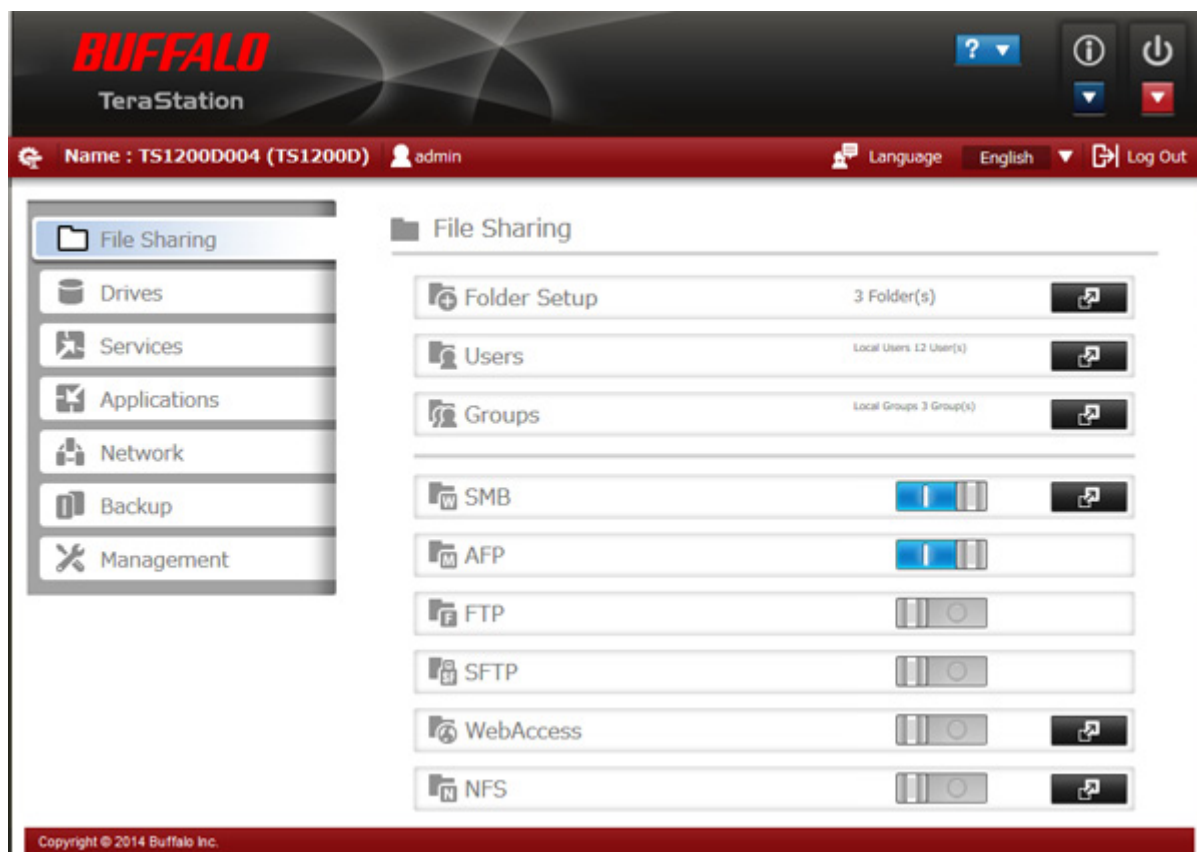 BUFFALO
TeraStation
?
Name : TS1200D004 (TS1200D) admin Language English Log Out
File Sharing
Drives
Services
Applications
Network
Backup
Management
File Sharing
Folder Setup 3 Folder(s)
Users Local Users 12 User(s)
Groups Local Groups 3 Group(s)
SMB
AFP
FTP
SFTP
WebAccess
NFS
Copyright © 2014 Buffalo Inc.